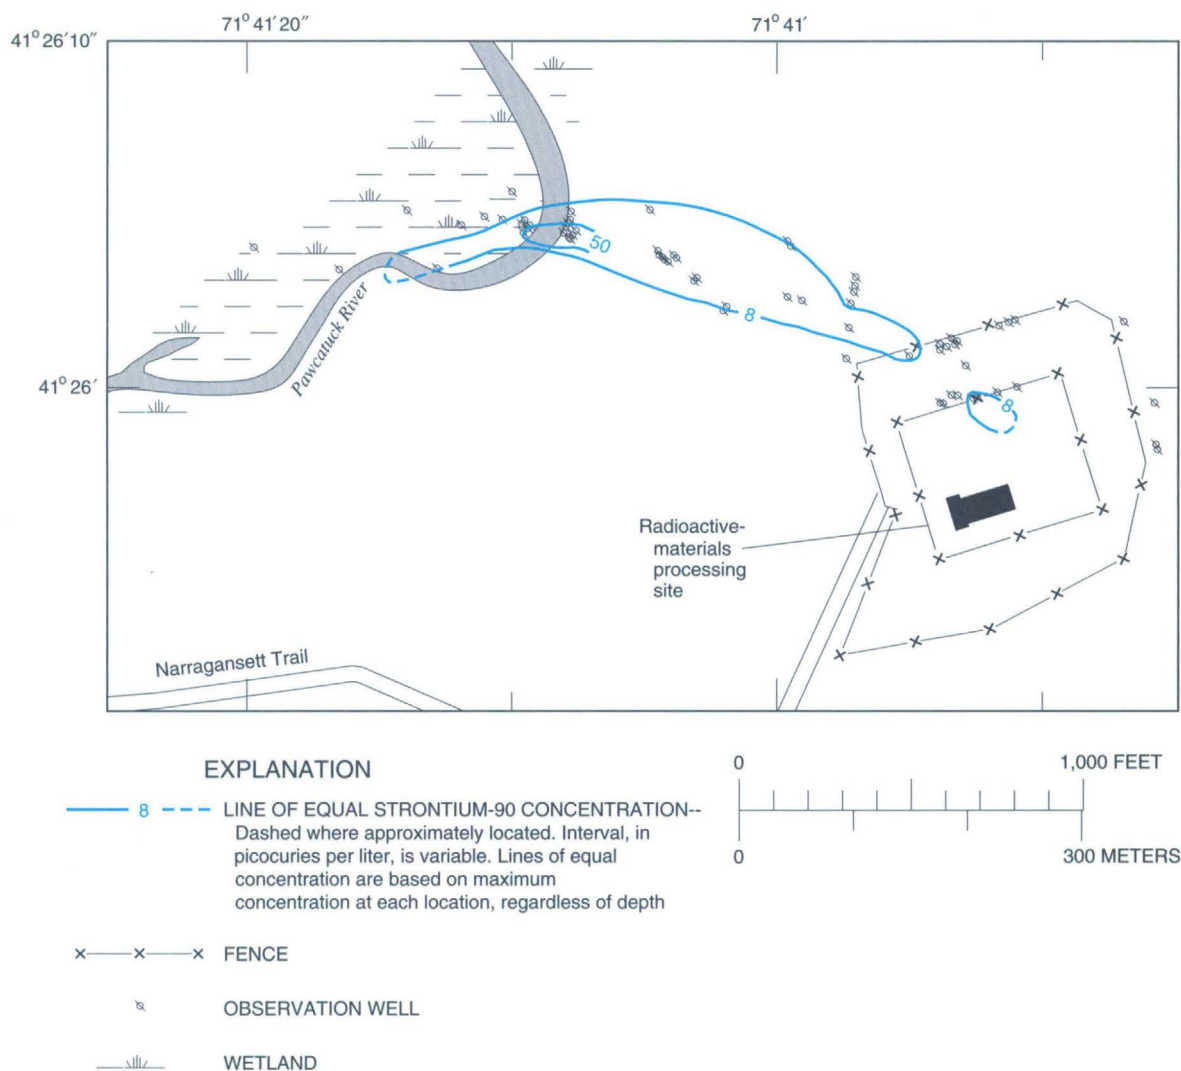 71°41'20"
71°41'
41°26'10"
50
8
Pawcatuck River
41°26'
8
Radioactive-
materials
processing
site
Narragansett Trail
EXPLANATION
8 LINE OF EQUAL STRONTIUM-90 CONCENTRATION--
Dashed where approximately located. Interval, in
picocuries per liter, is variable. Lines of equal
concentration are based on maximum
concentration at each location, regardless of depth
FENCE
OBSERVATION WELL
WETLAND
0 1,000 FEET
0 300 METERS